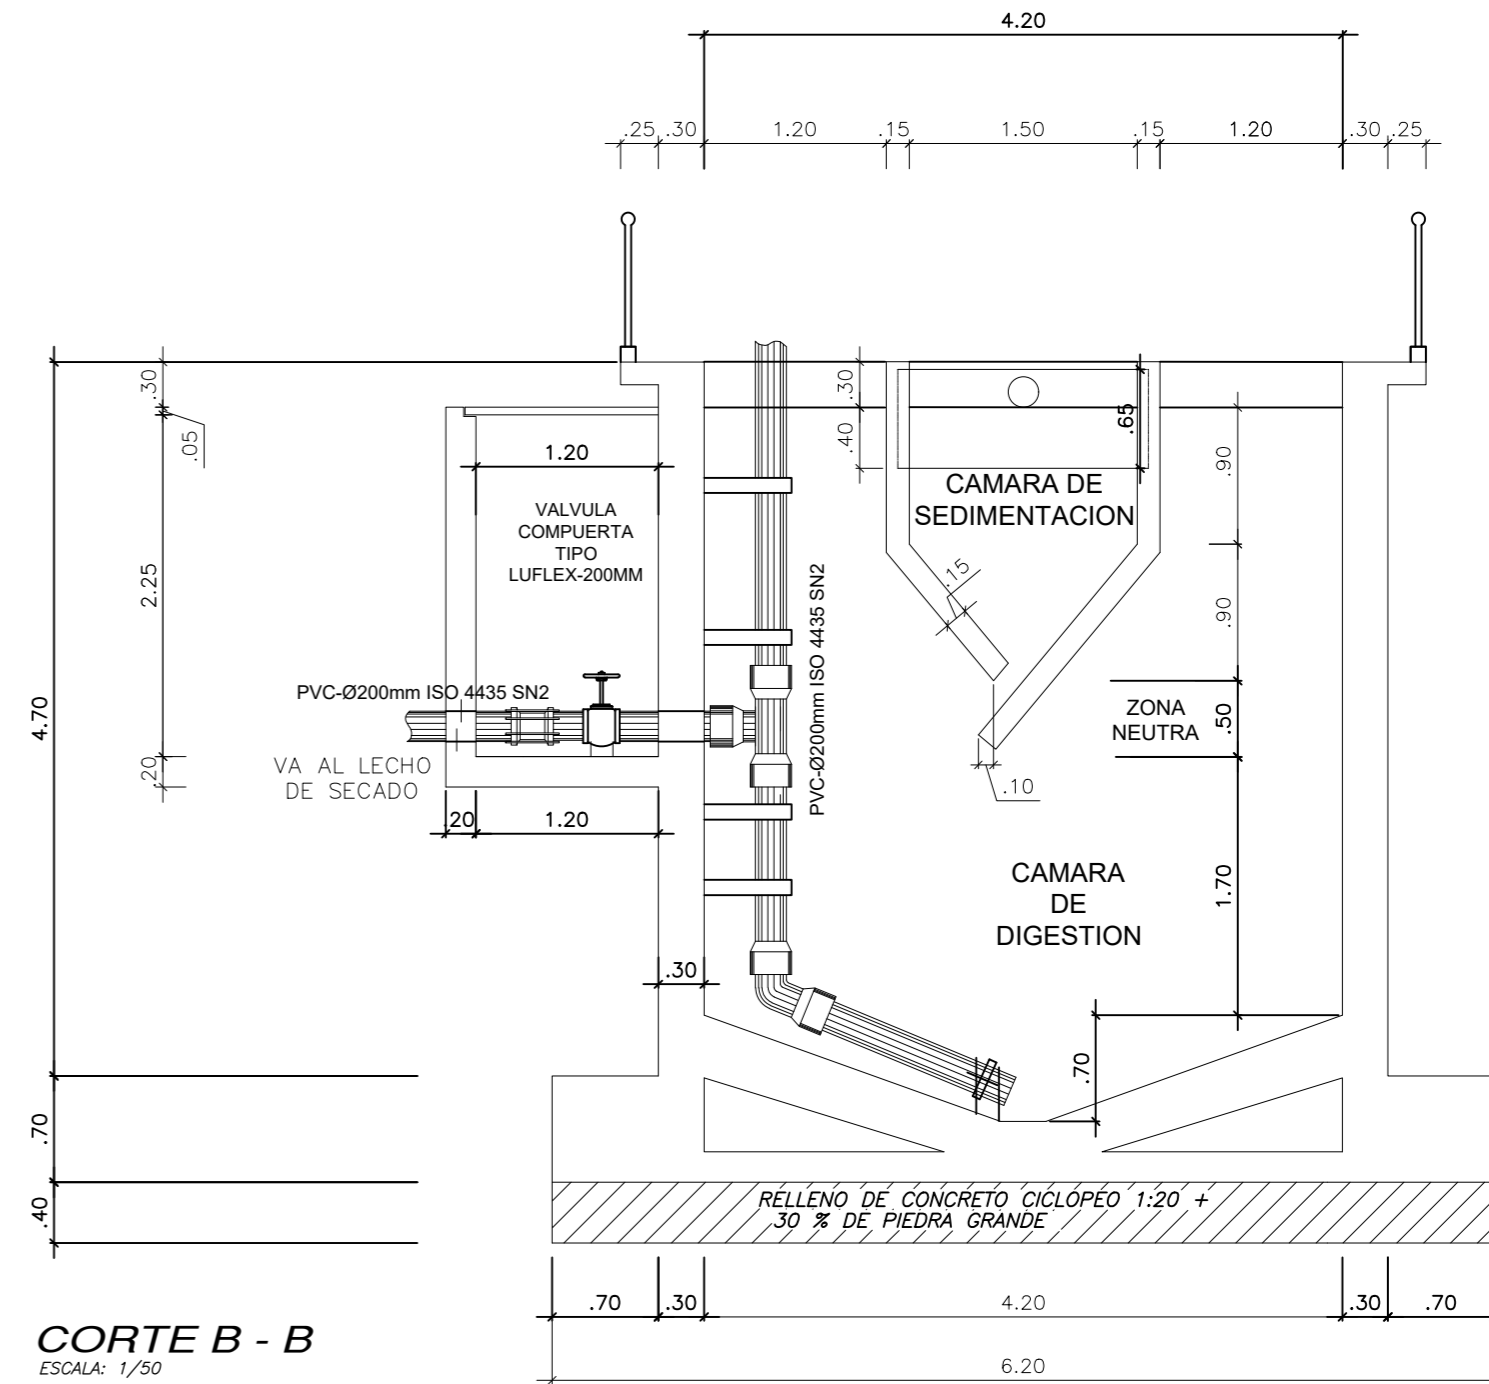 4.20
.25 .30 1.20 .15 1.50 .15 1.20 .30 .25
.30
.05
2.25
.20
4.70
.70
.40
1.20
VALVULA
COMPUERTA
TIPO
LUFLEX-200MM
PVC-Ø200mm ISO 4435 SN2
VA AL LECHO
DE SECADO
.20 1.20
.30
PVC-Ø200mm ISO 4435 SN2
.30
.40
.65
CAMARA DE
SEDIMENTACION
.15
.90
.90
ZONA
NEUTRA
.50
.10
1.70
CAMARA
DE
DIGESTION
.70
RELLENO DE CONCRETO CICLOPEO 1:20 +
30 % DE PIEDRA GRANDE
.70 .30 4.20 .30 .70
6.20
CORTE B - B
ESCALA: 1/50